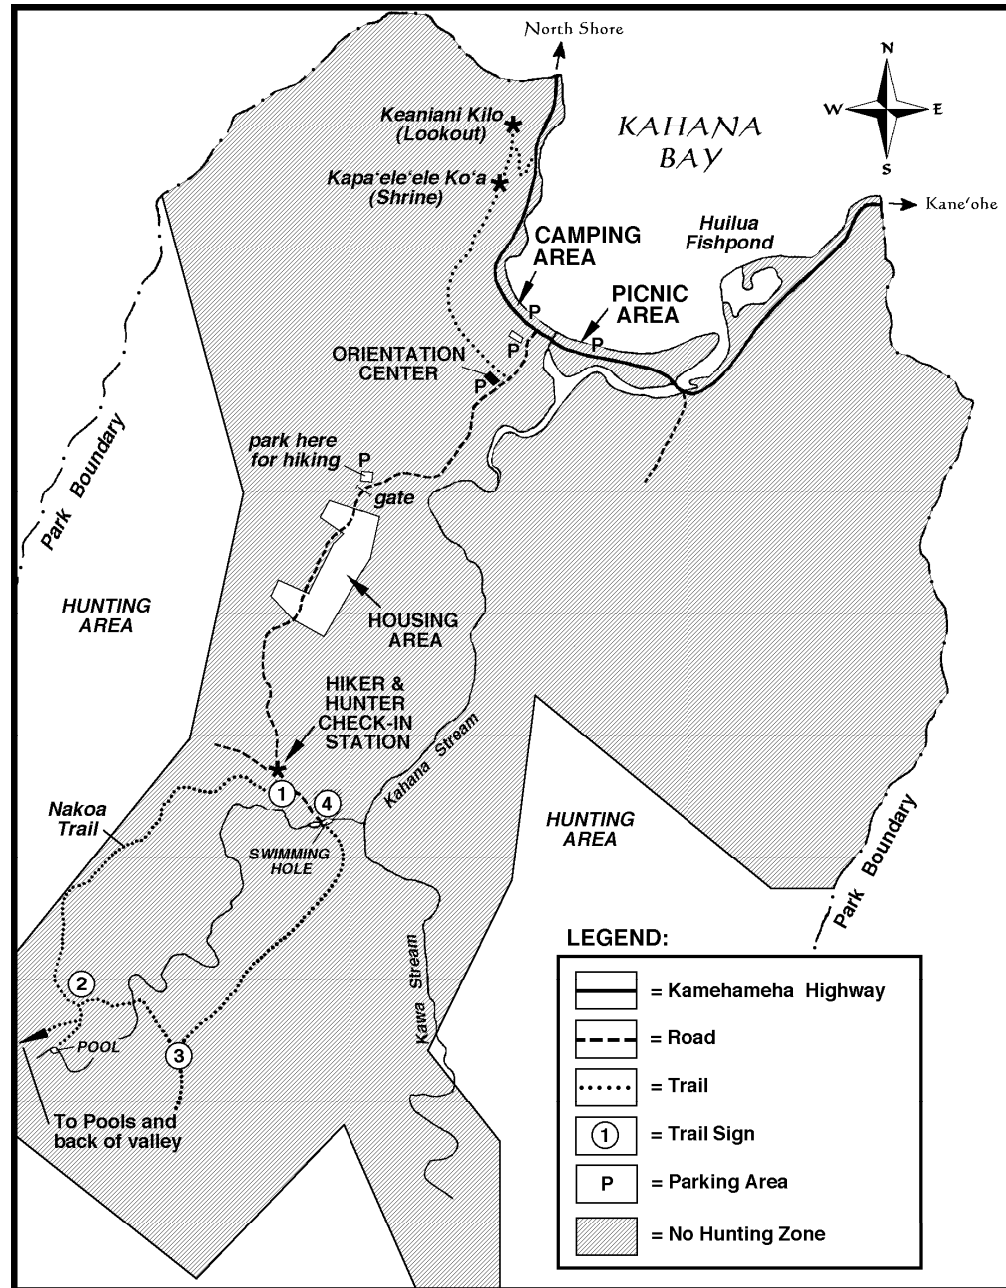 North Shore
N
W
E
S
Keaniani Kilo
(Lookout)
KAHANA
BAY
Kapa‘ele‘ele Ko‘a
(Shrine)
Kane‘ohe
Huilua
Fishpond
CAMPING
AREA
PICNIC
AREA
P
P
P
ORIENTATION
CENTER
P
park here
for hiking
P
gate
Park Boundary
HUNTING
AREA
HOUSING
AREA
HIKER &
HUNTER
CHECK-IN
STATION
Kahana Stream
1
4
Nakoa
Trail
SWIMMING
HOLE
HUNTING
AREA
Park Boundary
Kawa Stream
2
3
POOL
To Pools and
back of valley
LEGEND:
= Kamehameha Highway
= Road
= Trail
1 = Trail Sign
P = Parking Area
= No Hunting Zone